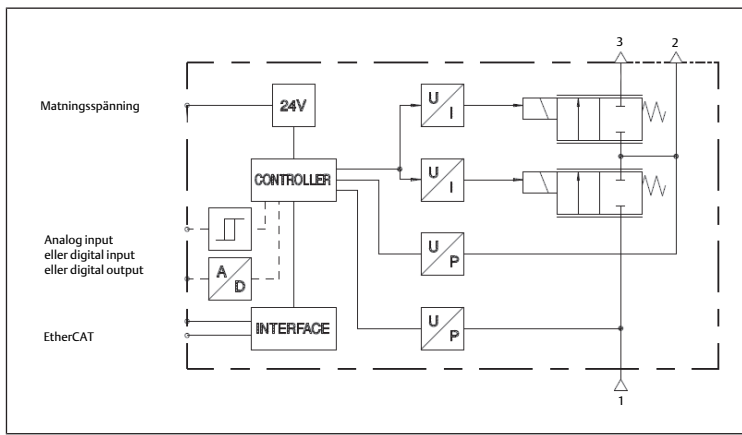 3 2
Matningsspänning
24V
U
I
CONTROLLER
U
I
Analog input
eller digital input
eller digital output
A
D
U
P
EtherCAT
INTERFACE
U
P
1